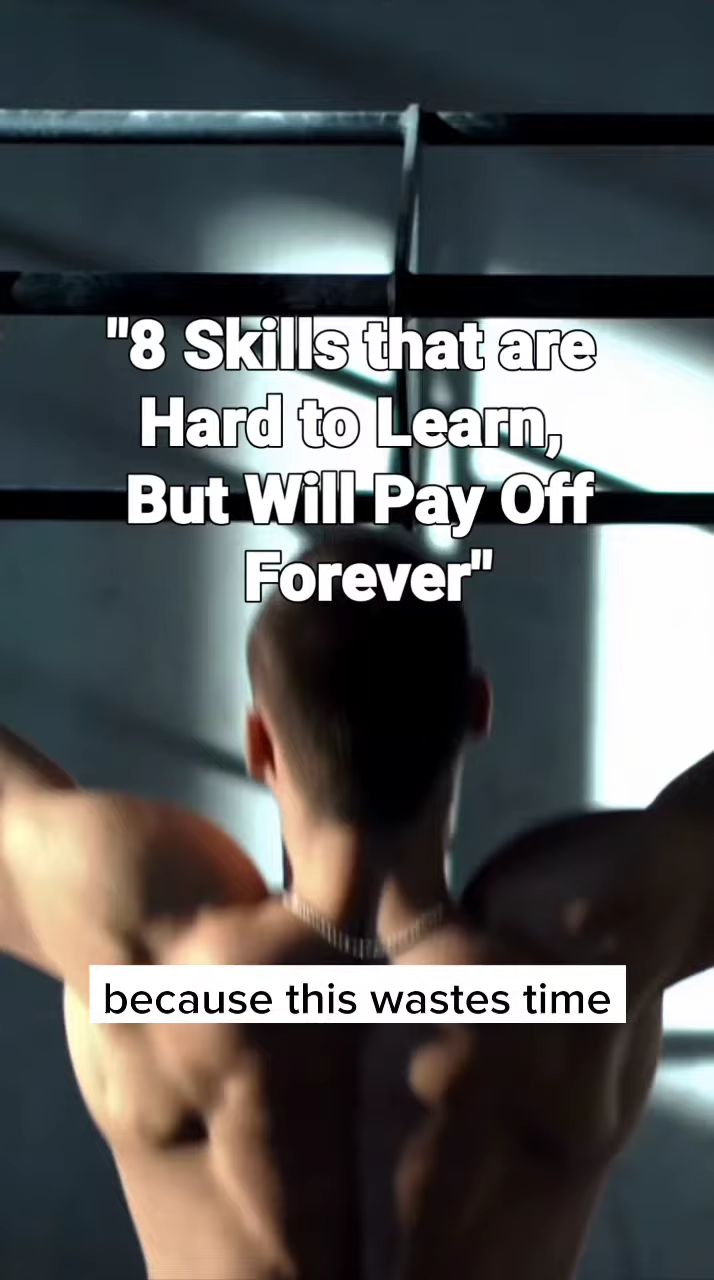 "8 Skills that are
Hard to Learn,
But Will Pay Off
Forever"
because this wastes time